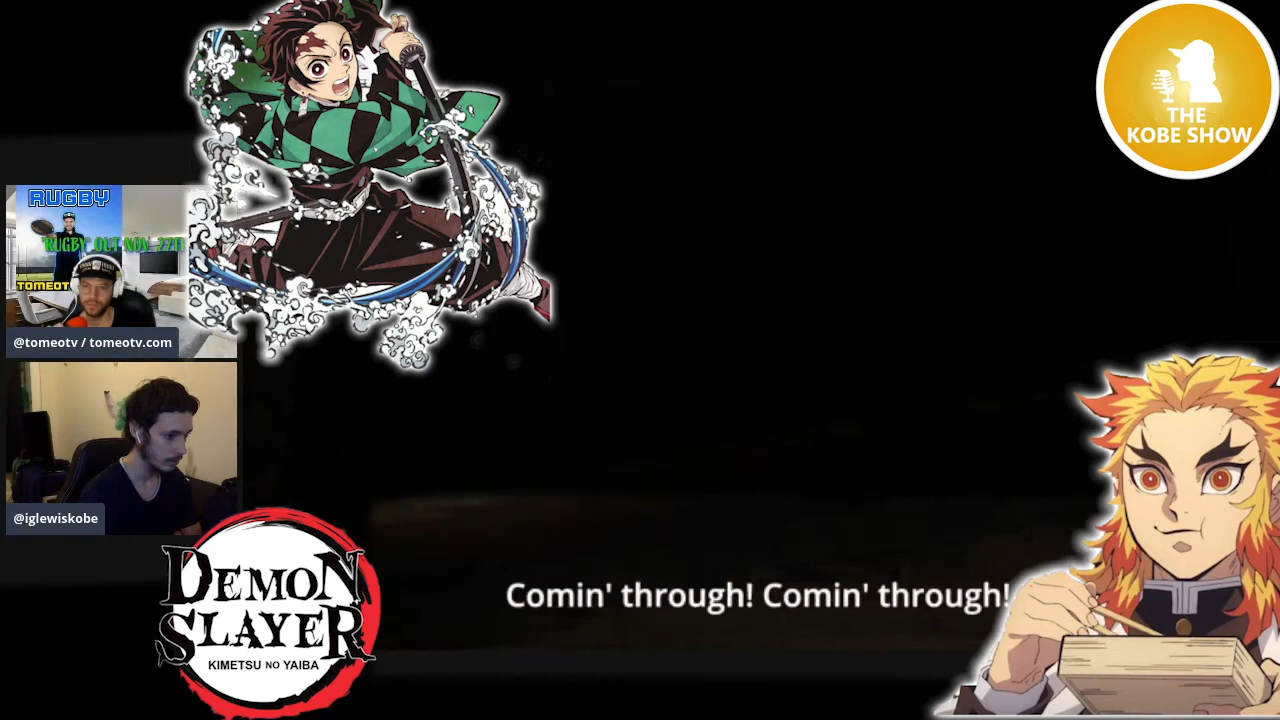 THE
KOBE SHOW
RUGBY
"RUGBY" OUT NOV 27TH
TOMEOT
@tomeotv / tomeotv.com
@iglewiskobe
DEMON
SLAYER
KIMETSU NO YAIBA
Comin' through! Comin' through!